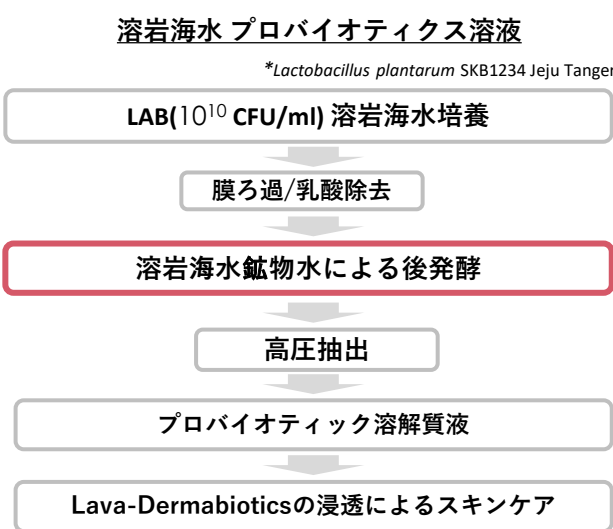 溶岩海水 プロバイオティクス溶液
*Lactobacillus plantarum SKB1234 Jeju Tanger
LAB(10¹⁰ CFU/ml) 溶岩海水培養
膜ろ過/乳酸除去
溶岩海水鉱物水による後発酵
高圧抽出
プロバイオティック溶解質液
Lava-Dermabioticsの浸透によるスキンケア